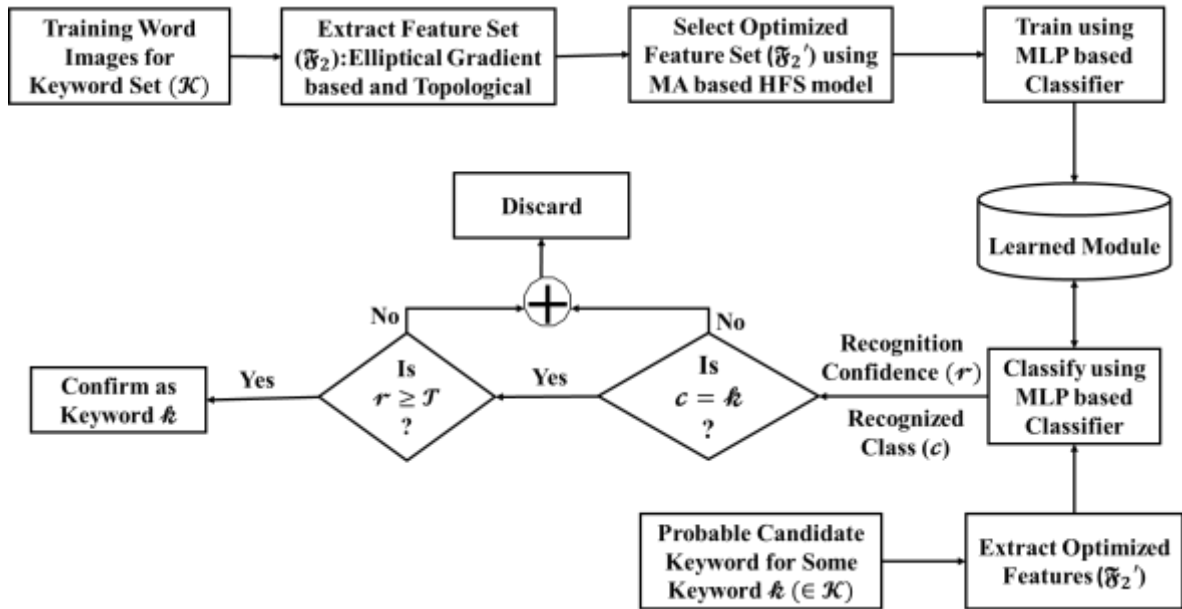 Training Word
Images for
Keyword Set (𝒦)
Extract Feature Set
(𝕱₂):Elliptical Gradient
based and Topological
Select Optimized
Feature Set (𝕱₂′) using
MA based HFS model
Train using
MLP based
Classifier
Learned Module
Discard
No
No
Confirm as
Keyword 𝓀
Yes
Is
𝓇 ≥ 𝒯
?
Yes
Is
𝒸 = 𝓀
?
Recognition
Confidence (𝓇)
Recognized
Class (𝒸)
Classify using
MLP based
Classifier
Probable Candidate
Keyword for Some
Keyword 𝓀 (∈ 𝒦)
Extract Optimized
Features (𝕱₂′)